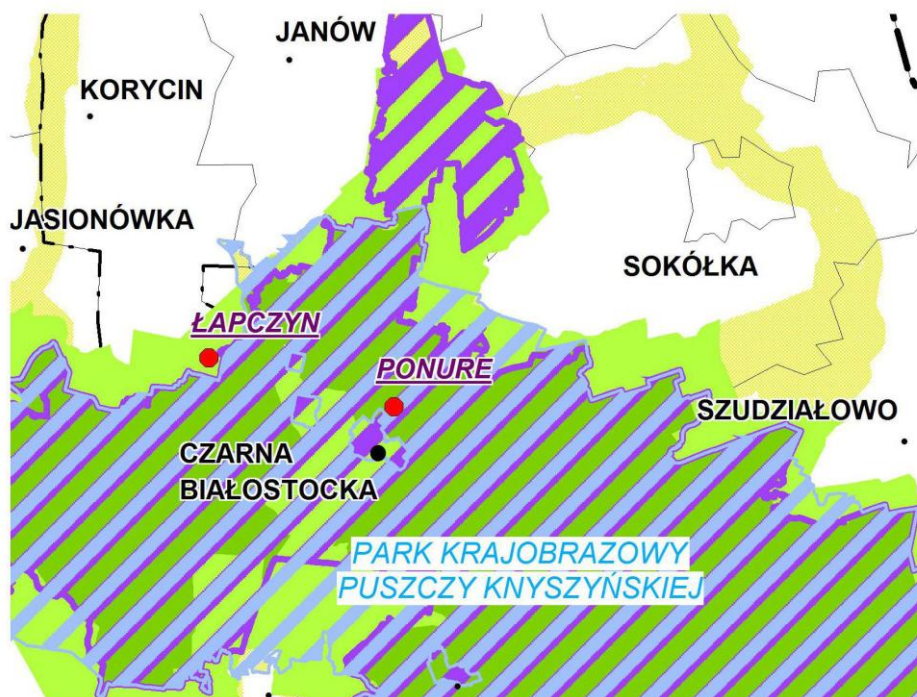 JANÓW
KORYCIN
JASIONÓWKA
SOKÓŁKA
ŁAPCZYN
PONURE
SZUDZIAŁOWO
CZARNA
BIAŁOSTOCKA
PARK KRAJOBRAZOWY
PUSZCZY KNYSZYŃSKIEJ